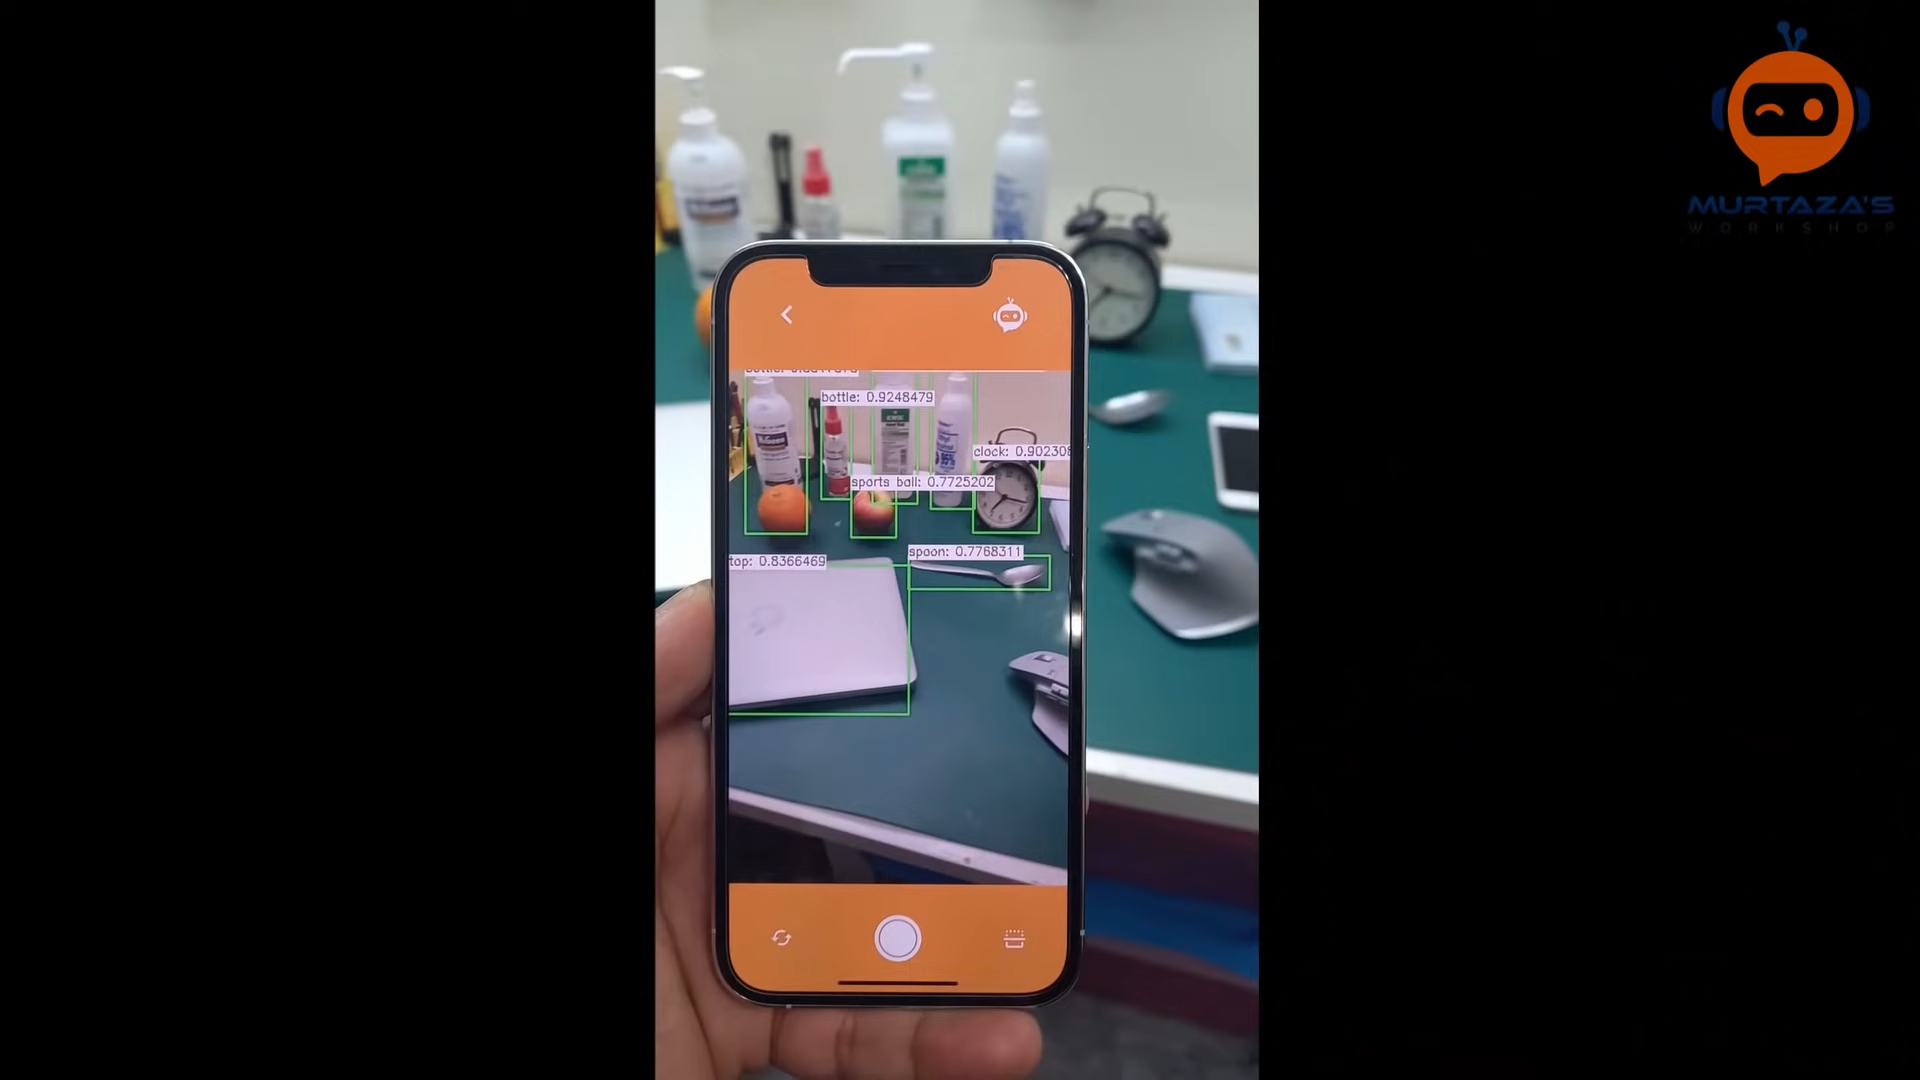 MURTAZA'S
WORKSHOP
bottle: 0.9248479
clock: 0.902308
sports ball: 0.7725202
spoon: 0.7768311
top: 0.8366469